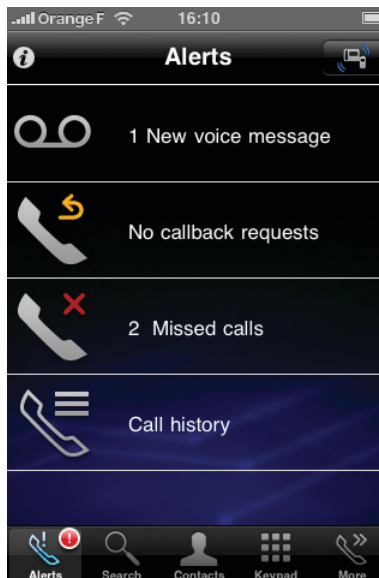 Orange F 16:10
Alerts
1 New voice message
No callback requests
2 Missed calls
Call history
Alerts Search Contacts Keypad More